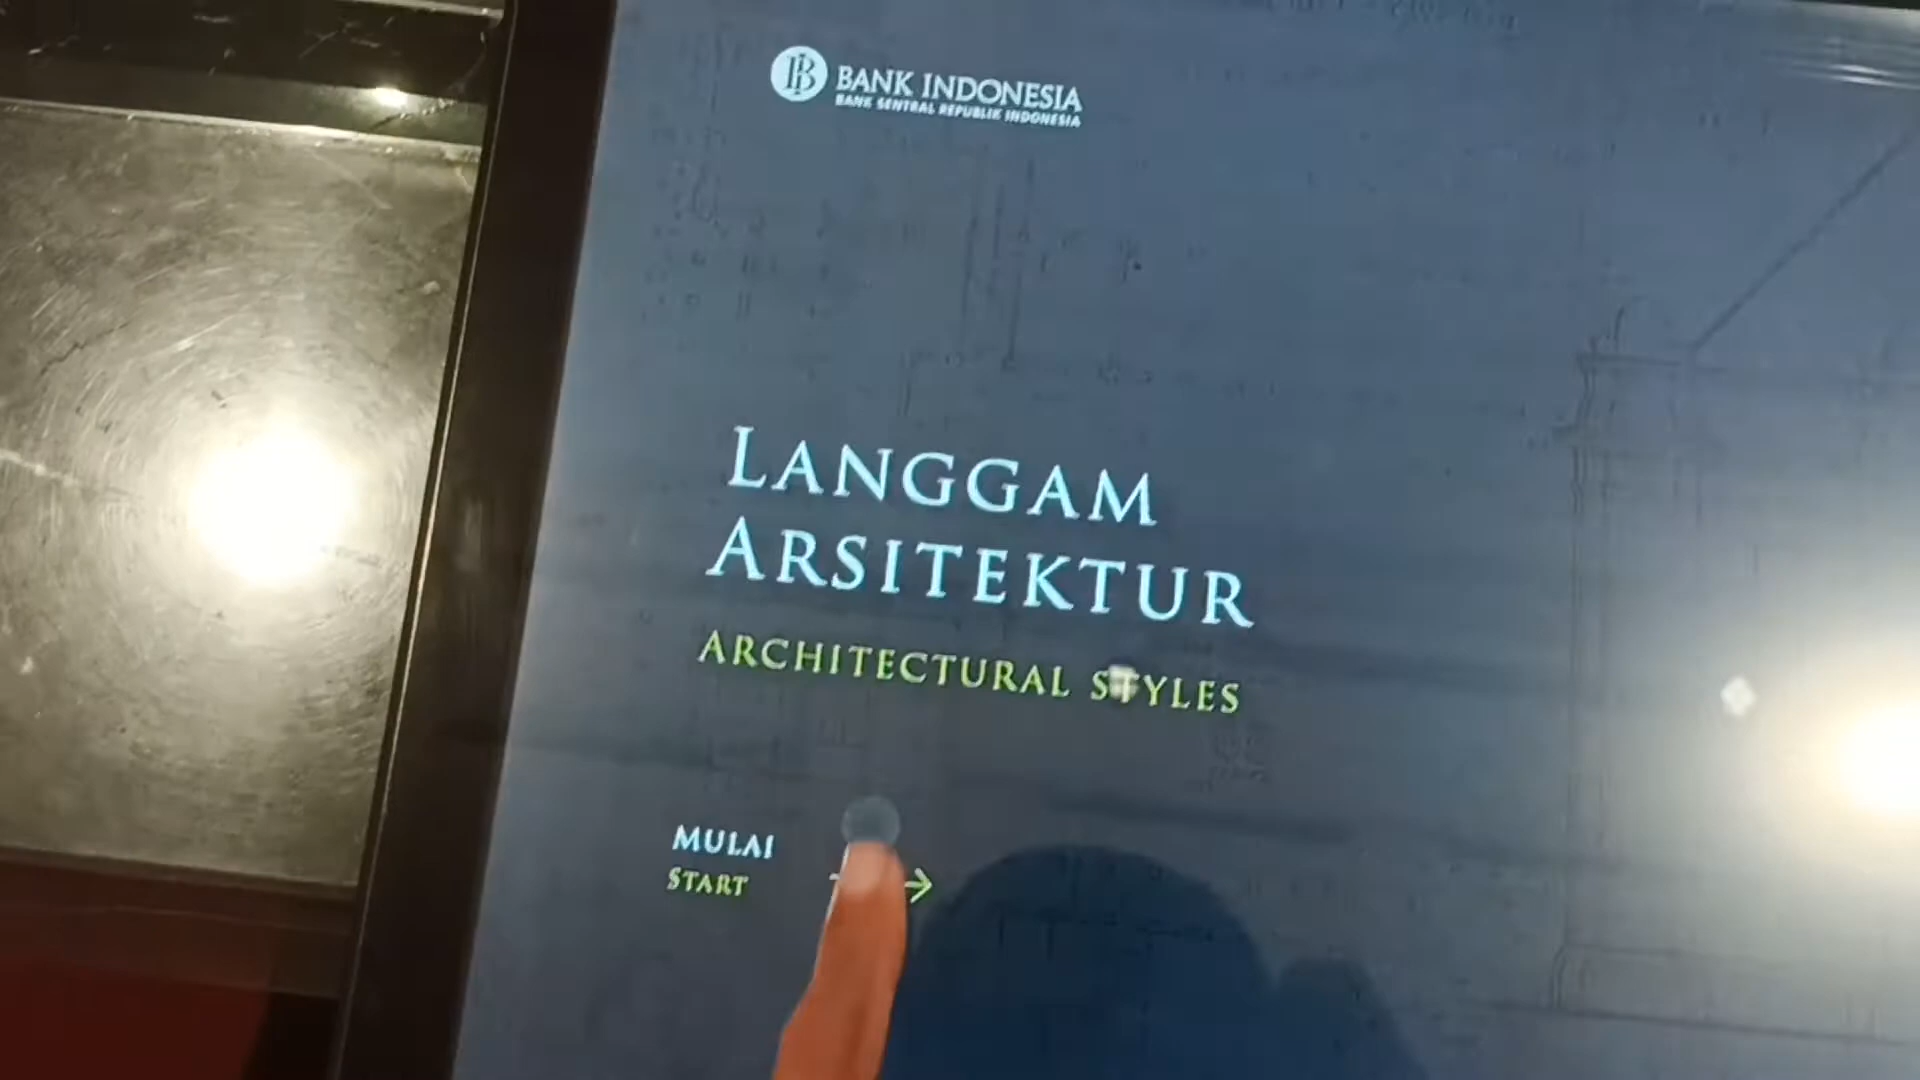 BANK INDONESIA
BANK SENTRAL REPUBLIK INDONESIA
LANGGAM
ARSITEKTUR
ARCHITECTURAL STYLES
MULAI
START